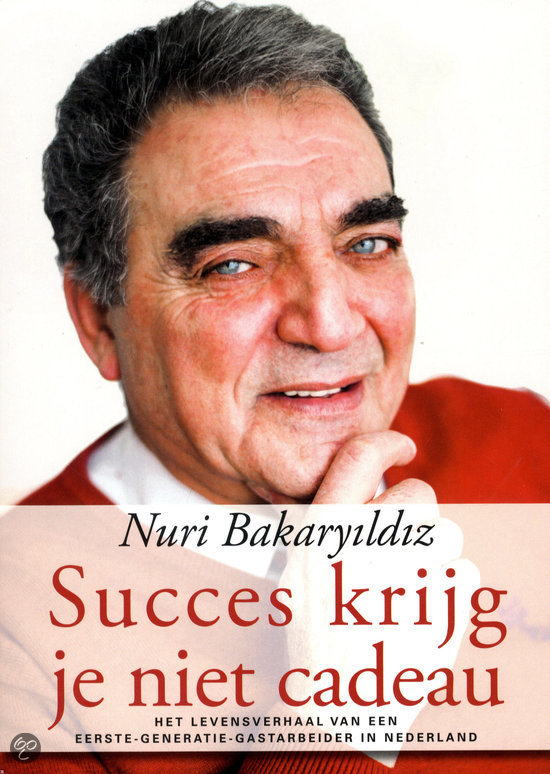 Nuri Bakaryıldız
Succes krijg
je niet cadeau
HET LEVENSVERHAAL VAN EEN
EERSTE-GENERATIE-GASTARBEIDER IN NEDERLAND